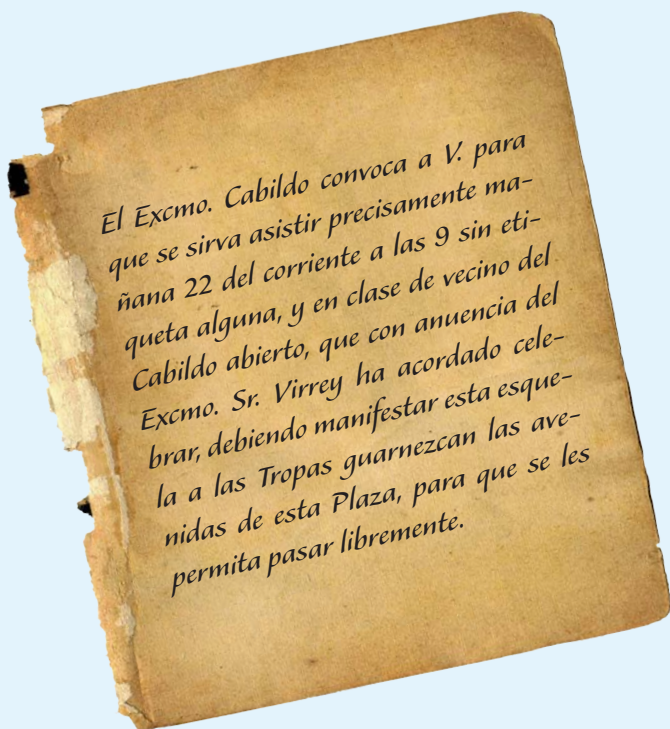 El Excmo. Cabildo convoca a V. para
que se sirva asistir precisamente ma-
ñana 22 del corriente a las 9 sin eti-
queta alguna, y en clase de vecino del
Cabildo abierto, que con anuencia del
Excmo. Sr. Virrey ha acordado cele-
brar, debiendo manifestar esta esque-
la a las Tropas guarnezcan las ave-
nidas de esta Plaza, para que se les
permita pasar libremente.